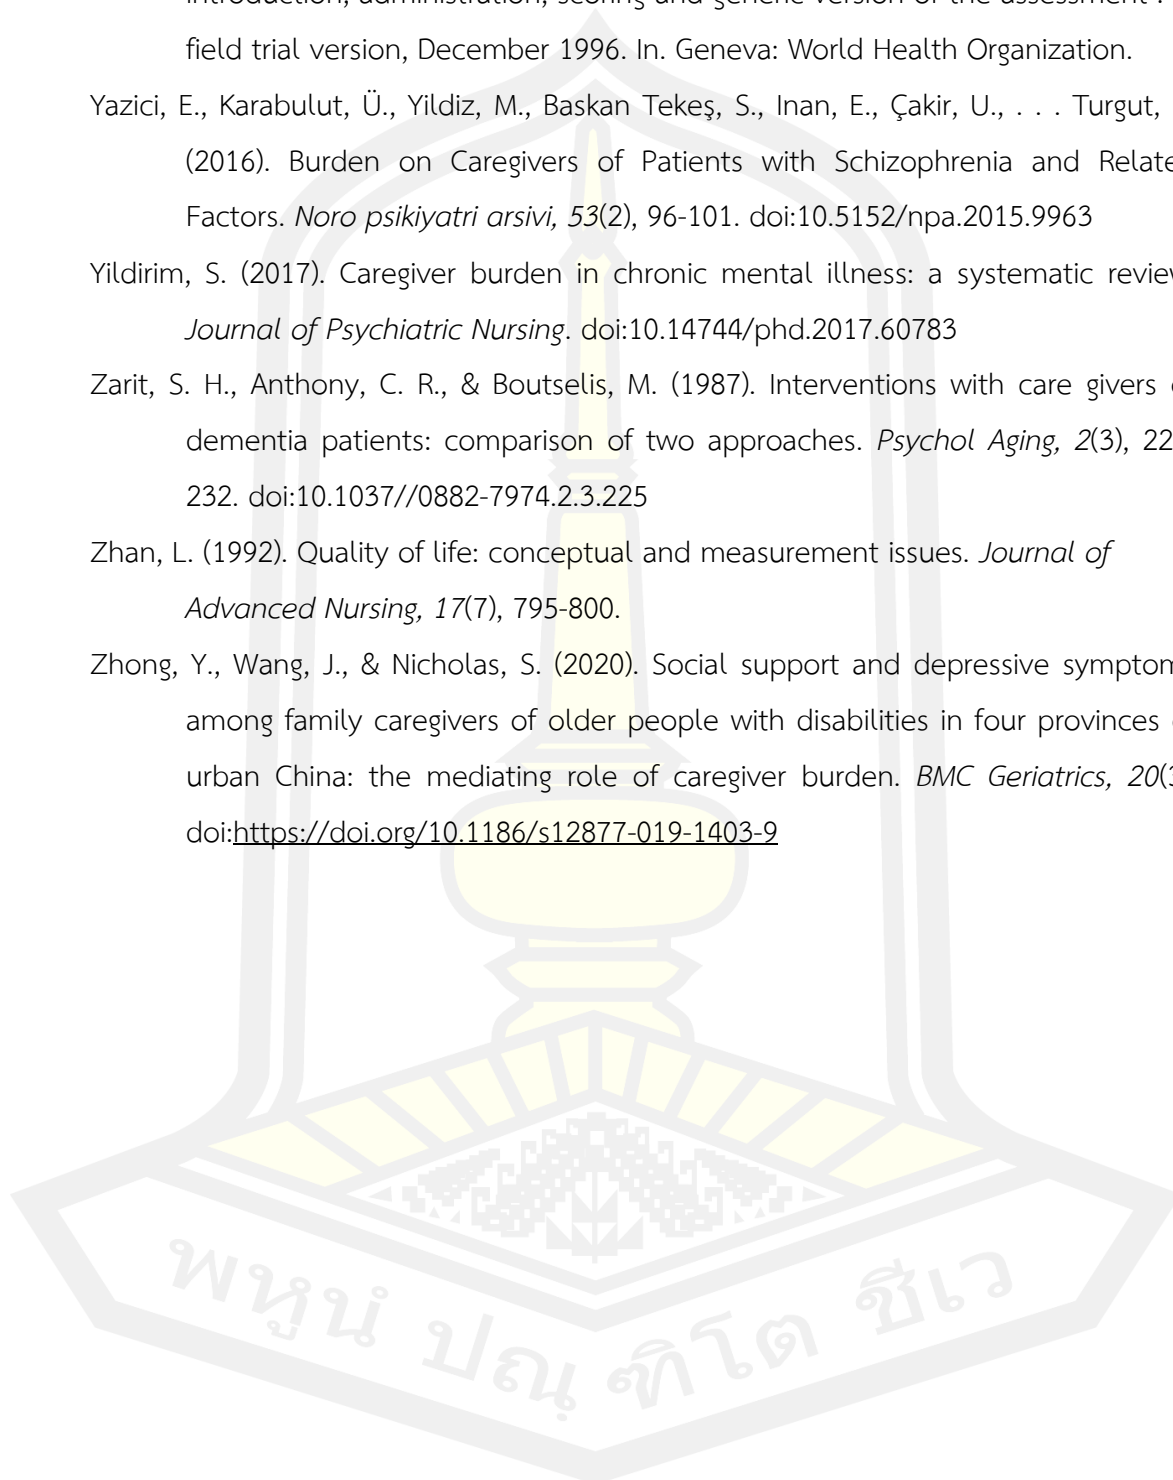 introduction, administration, scoring and generic version of the assessment :
field trial version, December 1996. In. Geneva: World Health Organization.
Yazici, E., Karabulut, Ü., Yildiz, M., Baskan Tekeş, S., Inan, E., Çakir, U., . . . Turgut,
(2016). Burden on Caregivers of Patients with Schizophrenia and Relate
Factors. Noro psikiyatri arsivi, 53(2), 96-101. doi:10.5152/npa.2015.9963
Yildirim, S. (2017). Caregiver burden in chronic mental illness: a systematic review
Journal of Psychiatric Nursing. doi:10.14744/phd.2017.60783
Zarit, S. H., Anthony, C. R., & Boutselis, M. (1987). Interventions with care givers
dementia patients: comparison of two approaches. Psychol Aging, 2(3), 22
232. doi:10.1037//0882-7974.2.3.225
Zhan, L. (1992). Quality of life: conceptual and measurement issues. Journal of
Advanced Nursing, 17(7), 795-800.
Zhong, Y., Wang, J., & Nicholas, S. (2020). Social support and depressive symptom
among family caregivers of older people with disabilities in four provinces
urban China: the mediating role of caregiver burden. BMC Geriatrics, 20(3
doi:https://doi.org/10.1186/s12877-019-1403-9
พหูนํ ปณฺฑิโต ชีเว